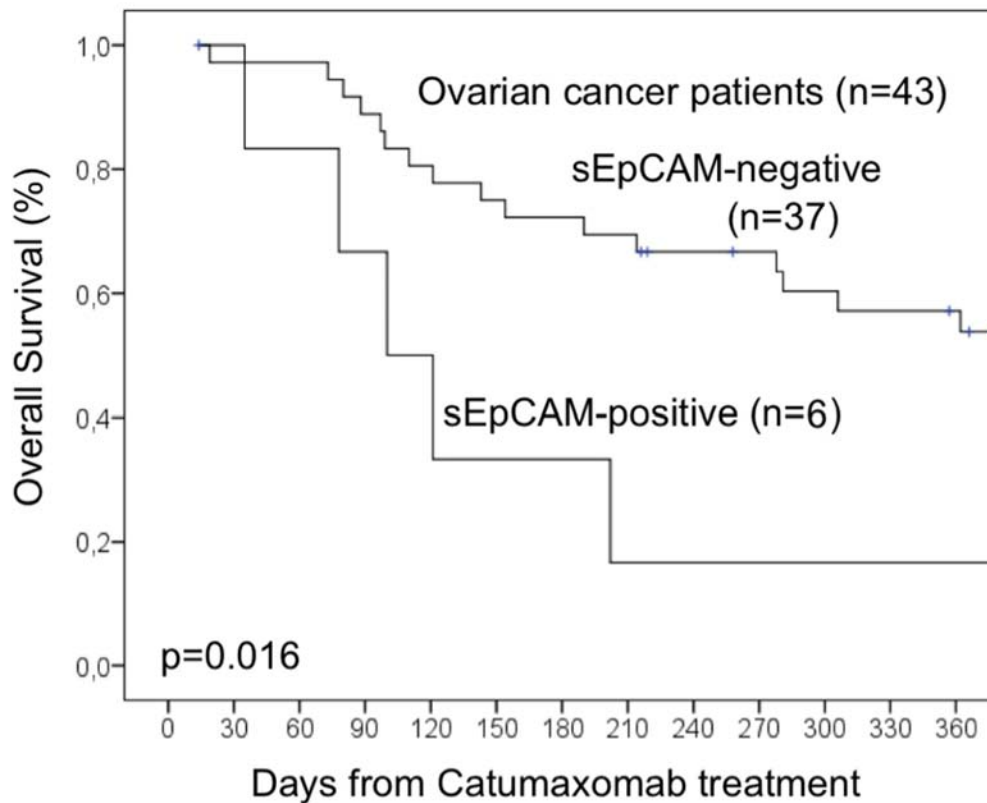 Overall Survival (%)
1,0
0,8
0,6
0,4
0,2
0,0
Ovarian cancer patients (n=43)
sEpCAM-negative
(n=37)
sEpCAM-positive (n=6)
p=0.016
0 30 60 90 120 150 180 210 240 270 300 330 360
Days from Catumaxomab treatment